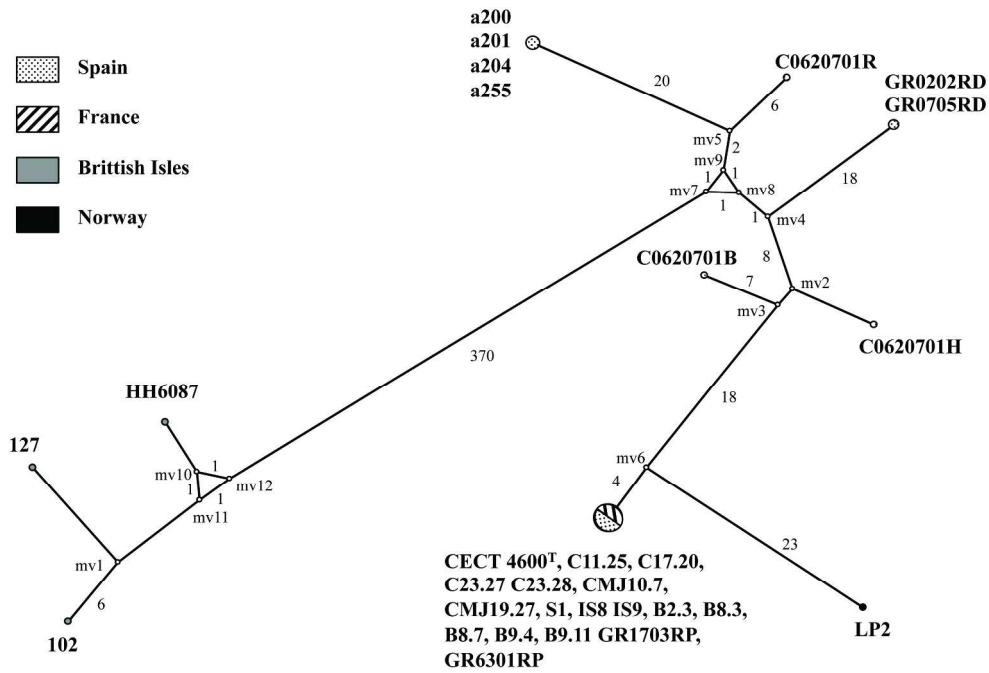 a200
a201
a204
a255
Spain
France
Brittish Isles
Norway
20
C0620701R
6
GR0202RD
GR0705RD
mv5
2
mv9
1
1
mv7
mv8
1
18
1
mv4
8
C0620701B
7
mv2
mv3
C0620701H
370
18
HH6087
127
mv10
1
mv12
1
1
mv11
mv6
4
mv1
6
102
23
CECT 4600ᵀ, C11.25, C17.20,
C23.27 C23.28, CMJ10.7,
CMJ19.27, S1, IS8 IS9, B2.3, B8.3,
B8.7, B9.4, B9.11 GR1703RP,
GR6301RP
LP2